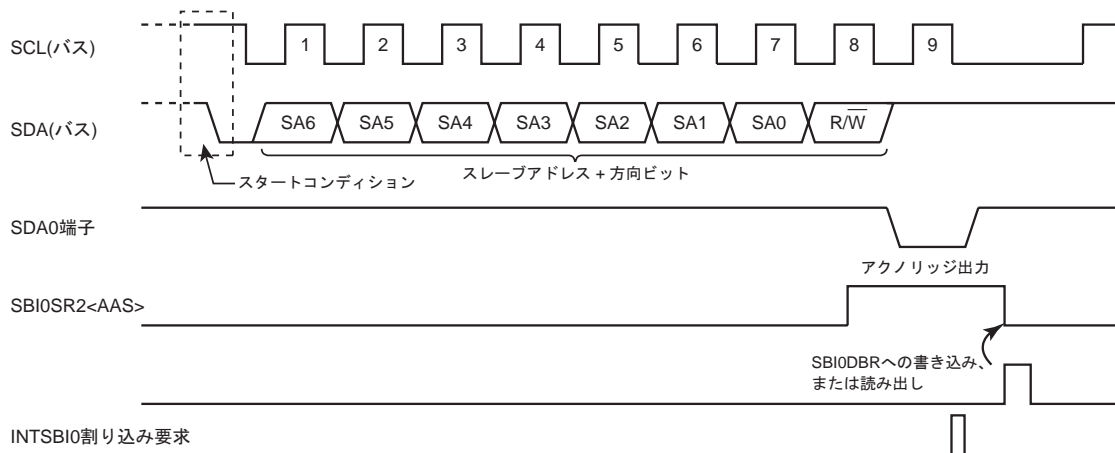 SCL(バス)
1 2 3 4 5 6 7 8 9
SDA(バス)
SA6 SA5 SA4 SA3 SA2 SA1 SA0 R/W̅
スタートコンディション
スレーブアドレス + 方向ビット
SDA0端子
アクノリッジ出力
SBI0SR2<AAS>
SBI0DBRへの書き込み、
または読み出し
INTSBI0割り込み要求